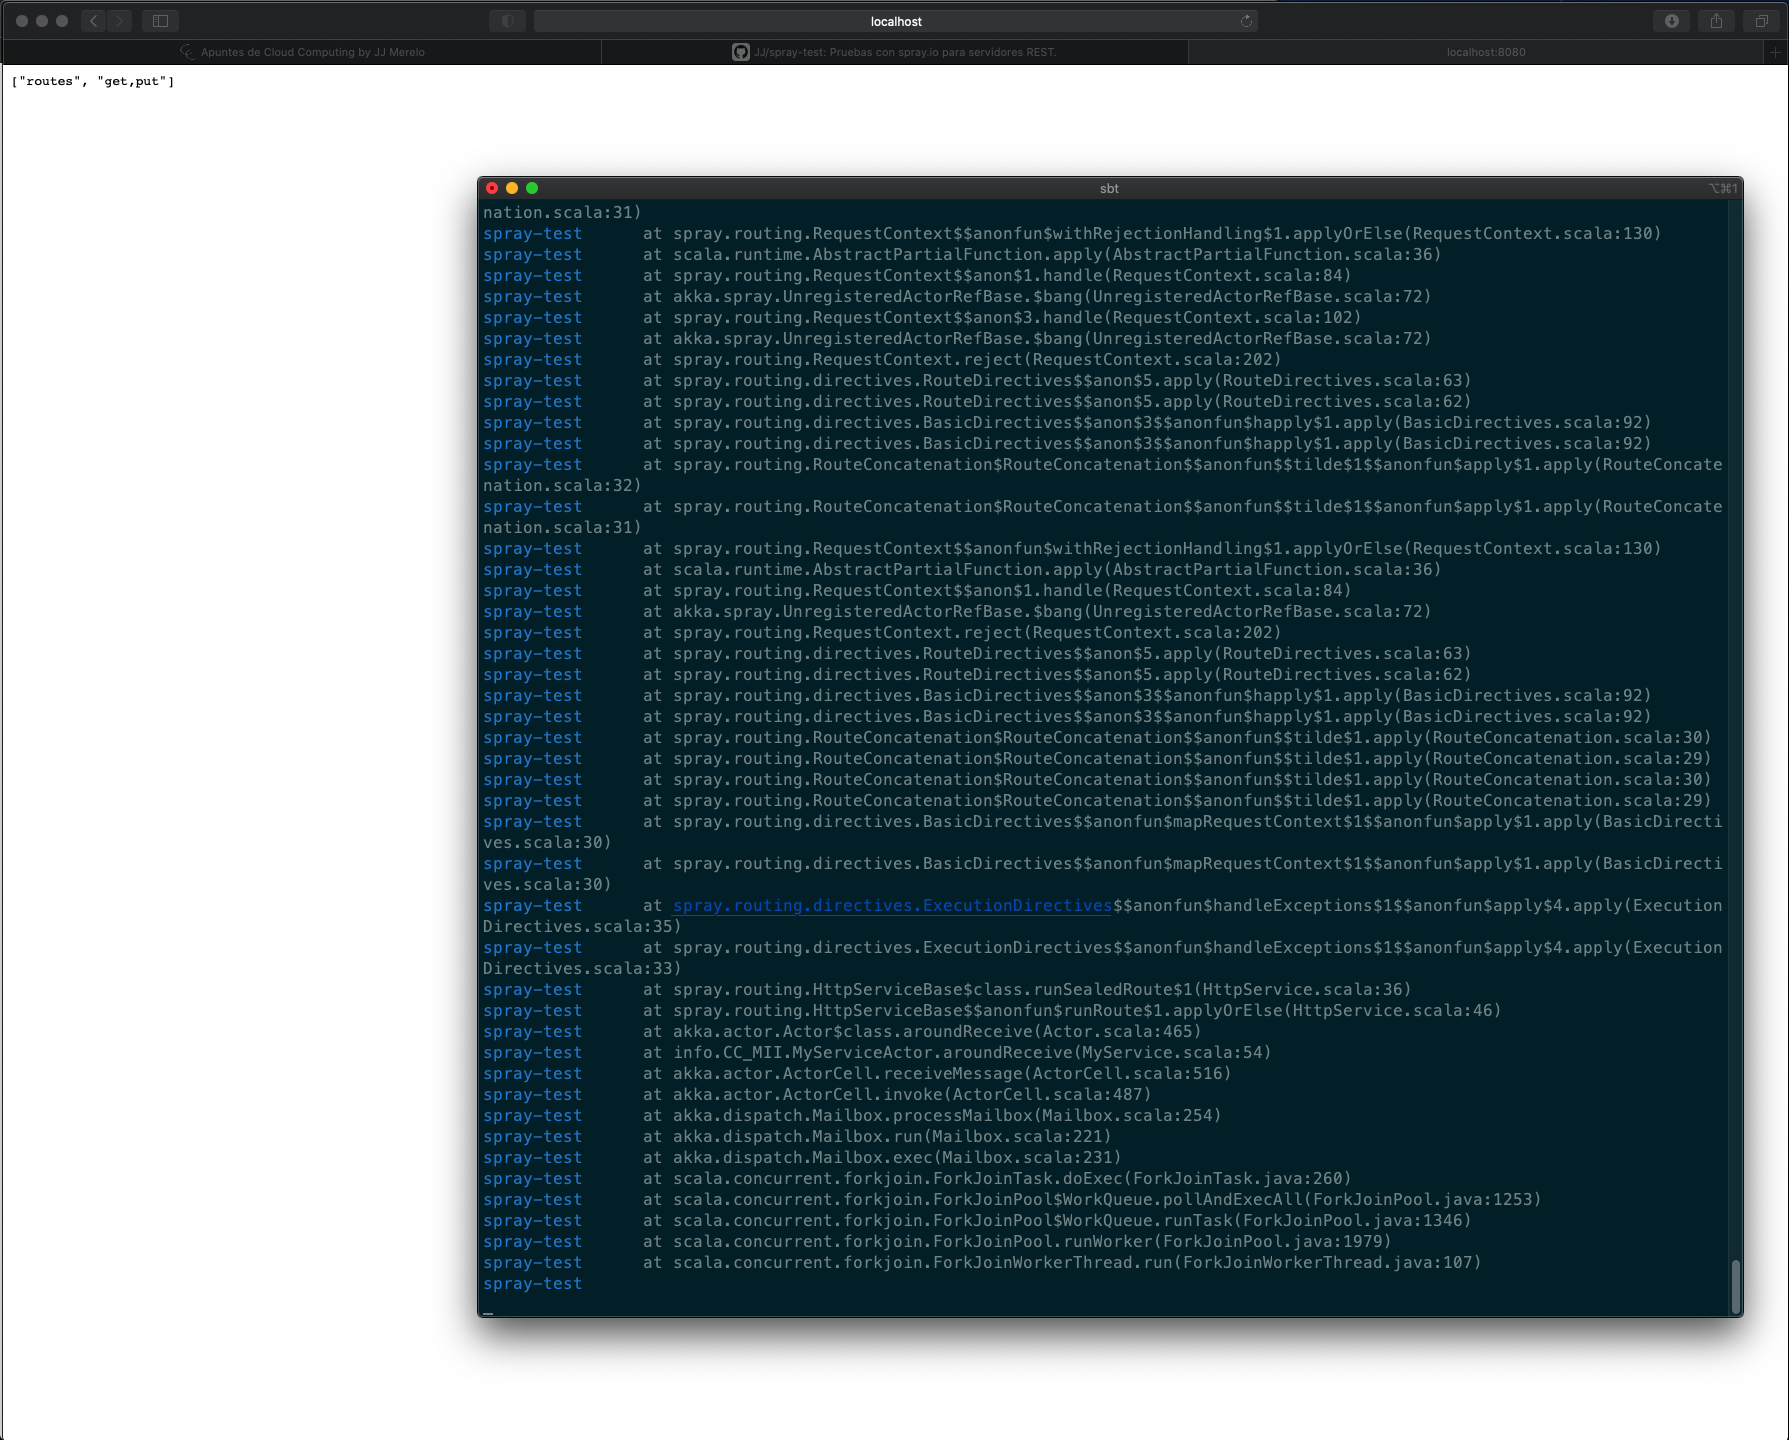 localhost
Apuntes de Cloud Computing by JJ Merelo
JJ/spray-test: Pruebas con spray.io para servidores REST.
localhost:8080
["routes", "get,put"]
sbt
⌥⌘1
nation.scala:31)
spray-test      at spray.routing.RequestContext$$anonfun$withRejectionHandling$1.applyOrElse(RequestContext.scala:130)
spray-test      at scala.runtime.AbstractPartialFunction.apply(AbstractPartialFunction.scala:36)
spray-test      at spray.routing.RequestContext$$anon$1.handle(RequestContext.scala:84)
spray-test      at akka.spray.UnregisteredActorRefBase.$bang(UnregisteredActorRefBase.scala:72)
spray-test      at spray.routing.RequestContext$$anon$3.handle(RequestContext.scala:102)
spray-test      at akka.spray.UnregisteredActorRefBase.$bang(UnregisteredActorRefBase.scala:72)
spray-test      at spray.routing.RequestContext.reject(RequestContext.scala:202)
spray-test      at spray.routing.directives.RouteDirectives$$anon$5.apply(RouteDirectives.scala:63)
spray-test      at spray.routing.directives.RouteDirectives$$anon$5.apply(RouteDirectives.scala:62)
spray-test      at spray.routing.directives.BasicDirectives$$anon$3$$anonfun$happly$1.apply(BasicDirectives.scala:92)
spray-test      at spray.routing.directives.BasicDirectives$$anon$3$$anonfun$happly$1.apply(BasicDirectives.scala:92)
spray-test      at spray.routing.RouteConcatenation$RouteConcatenation$$anonfun$$tilde$1$$anonfun$apply$1.apply(RouteConcate
nation.scala:32)
spray-test      at spray.routing.RouteConcatenation$RouteConcatenation$$anonfun$$tilde$1$$anonfun$apply$1.apply(RouteConcate
nation.scala:31)
spray-test      at spray.routing.RequestContext$$anonfun$withRejectionHandling$1.applyOrElse(RequestContext.scala:130)
spray-test      at scala.runtime.AbstractPartialFunction.apply(AbstractPartialFunction.scala:36)
spray-test      at spray.routing.RequestContext$$anon$1.handle(RequestContext.scala:84)
spray-test      at akka.spray.UnregisteredActorRefBase.$bang(UnregisteredActorRefBase.scala:72)
spray-test      at spray.routing.RequestContext.reject(RequestContext.scala:202)
spray-test      at spray.routing.directives.RouteDirectives$$anon$5.apply(RouteDirectives.scala:63)
spray-test      at spray.routing.directives.RouteDirectives$$anon$5.apply(RouteDirectives.scala:62)
spray-test      at spray.routing.directives.BasicDirectives$$anon$3$$anonfun$happly$1.apply(BasicDirectives.scala:92)
spray-test      at spray.routing.directives.BasicDirectives$$anon$3$$anonfun$happly$1.apply(BasicDirectives.scala:92)
spray-test      at spray.routing.RouteConcatenation$RouteConcatenation$$anonfun$$tilde$1.apply(RouteConcatenation.scala:30)
spray-test      at spray.routing.RouteConcatenation$RouteConcatenation$$anonfun$$tilde$1.apply(RouteConcatenation.scala:29)
spray-test      at spray.routing.RouteConcatenation$RouteConcatenation$$anonfun$$tilde$1.apply(RouteConcatenation.scala:30)
spray-test      at spray.routing.RouteConcatenation$RouteConcatenation$$anonfun$$tilde$1.apply(RouteConcatenation.scala:29)
spray-test      at spray.routing.directives.BasicDirectives$$anonfun$mapRequestContext$1$$anonfun$apply$1.apply(BasicDirecti
ves.scala:30)
spray-test      at spray.routing.directives.BasicDirectives$$anonfun$mapRequestContext$1$$anonfun$apply$1.apply(BasicDirecti
ves.scala:30)
spray-test      at spray.routing.directives.ExecutionDirectives$$anonfun$handleExceptions$1$$anonfun$apply$4.apply(Execution
Directives.scala:35)
spray-test      at spray.routing.directives.ExecutionDirectives$$anonfun$handleExceptions$1$$anonfun$apply$4.apply(Execution
Directives.scala:33)
spray-test      at spray.routing.HttpServiceBase$class.runSealedRoute$1(HttpService.scala:36)
spray-test      at spray.routing.HttpServiceBase$$anonfun$runRoute$1.applyOrElse(HttpService.scala:46)
spray-test      at akka.actor.Actor$class.aroundReceive(Actor.scala:465)
spray-test      at info.CC_MII.MyServiceActor.aroundReceive(MyService.scala:54)
spray-test      at akka.actor.ActorCell.receiveMessage(ActorCell.scala:516)
spray-test      at akka.actor.ActorCell.invoke(ActorCell.scala:487)
spray-test      at akka.dispatch.Mailbox.processMailbox(Mailbox.scala:254)
spray-test      at akka.dispatch.Mailbox.run(Mailbox.scala:221)
spray-test      at akka.dispatch.Mailbox.exec(Mailbox.scala:231)
spray-test      at scala.concurrent.forkjoin.ForkJoinTask.doExec(ForkJoinTask.java:260)
spray-test      at scala.concurrent.forkjoin.ForkJoinPool$WorkQueue.pollAndExecAll(ForkJoinPool.java:1253)
spray-test      at scala.concurrent.forkjoin.ForkJoinPool$WorkQueue.runTask(ForkJoinPool.java:1346)
spray-test      at scala.concurrent.forkjoin.ForkJoinPool.runWorker(ForkJoinPool.java:1979)
spray-test      at scala.concurrent.forkjoin.ForkJoinWorkerThread.run(ForkJoinWorkerThread.java:107)
spray-test